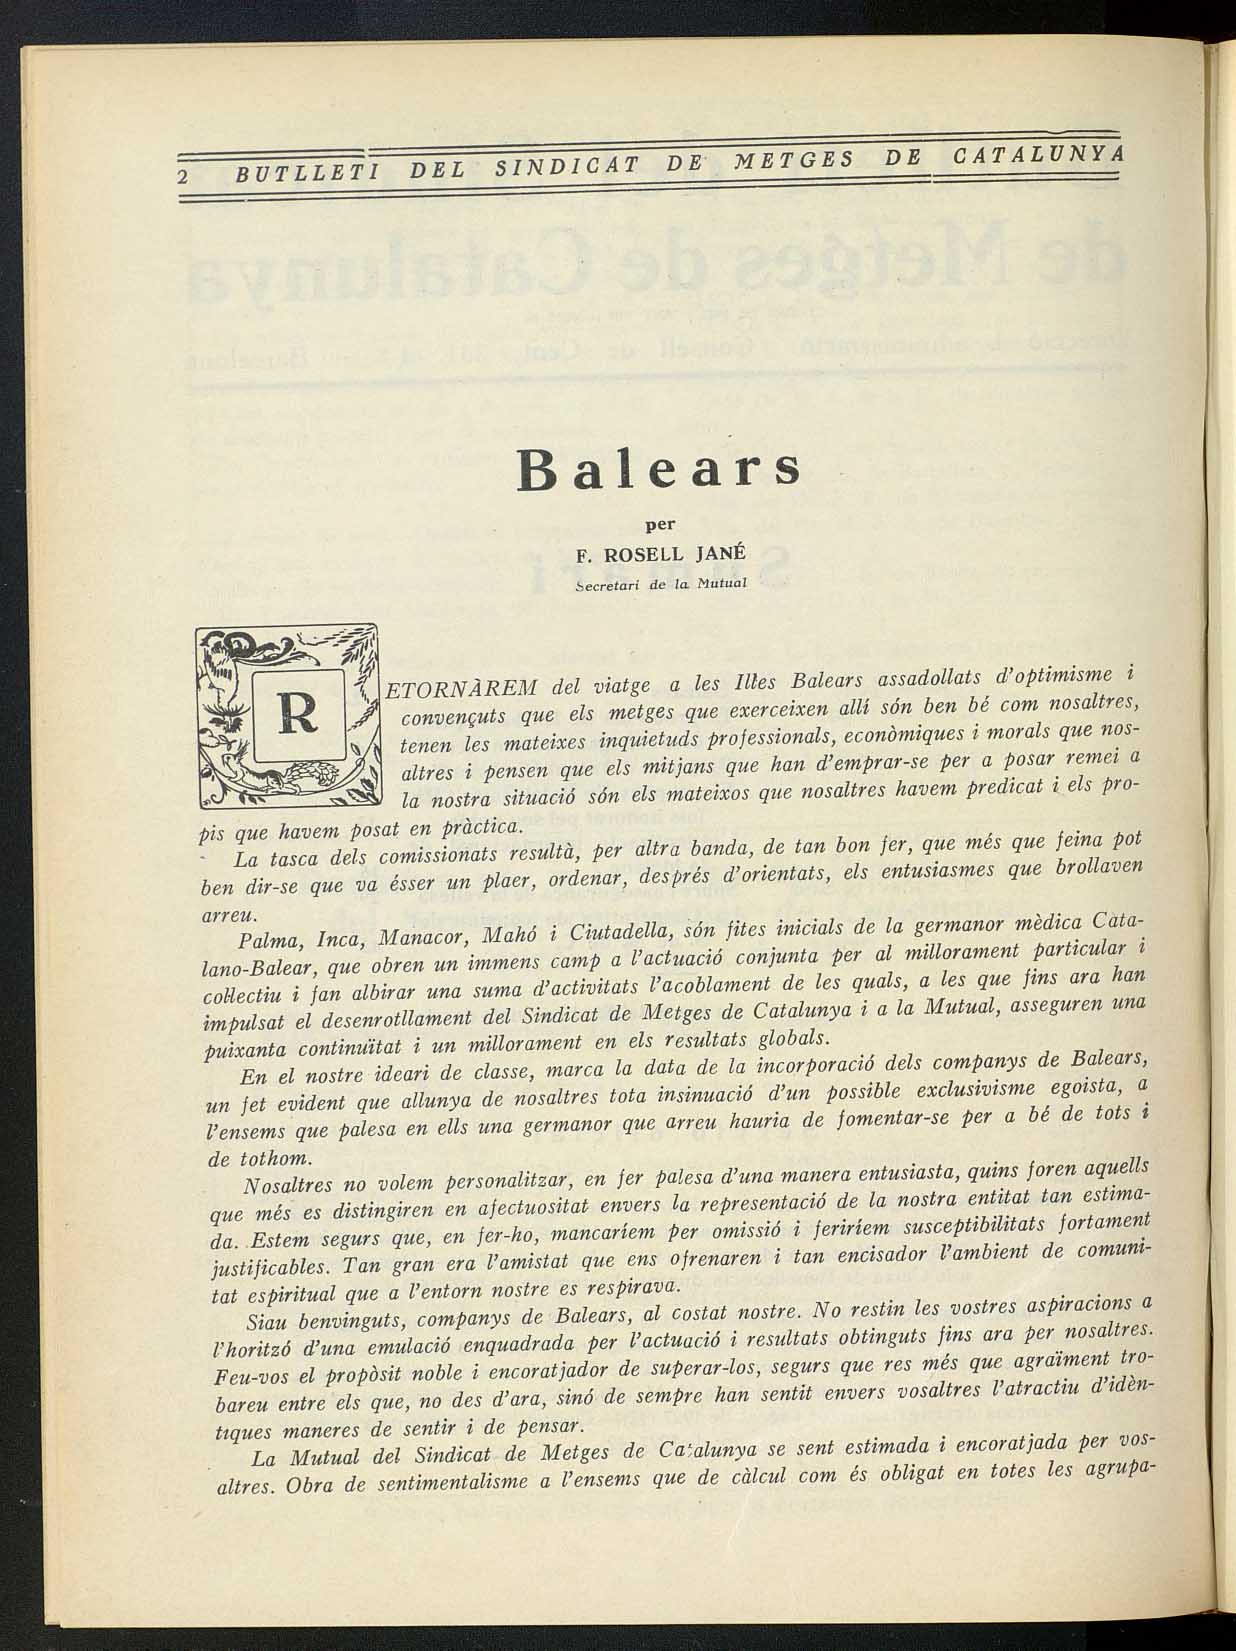 2 BUTLLETI DEL SINDICAT DE METGES DE CATALUNYA
Balears
per
F. ROSELL JANÉ
Secretari de la Mutual
RETORNÀREM del viatge a les Illes Balears assadollats d'optimisme i
convençuts que els metges que exerceixen allí són ben bé com nosaltres,
tenen les mateixes inquietuds professionals, econòmiques i morals que nos-
altres i pensen que els mitjans que han d'emprar-se per a posar remei a
la nostra situació són els mateixos que nosaltres havem predicat i els pro-
pis que havem posat en pràctica.
La tasca dels comissionats resultà, per altra banda, de tan bon fer, que més que feina pot
ben dir-se que va ésser un plaer, ordenar, després d'orientats, els entusiasmes que brollaven
arreu.
Palma, Inca, Manacor, Mahó i Ciutadella, són fites inicials de la germanor mèdica Cata-
lano-Balear, que obren un immens camp a l'actuació conjunta per al millorament particular i
col·lectiu i fan albirar una suma d'activitats l'acoblament de les quals, a les que fins ara han
impulsat el desenrotllament del Sindicat de Metges de Catalunya i a la Mutual, asseguren una
puixanta continuïtat i un millorament en els resultats globals.
En el nostre ideari de classe, marca la data de la incorporació dels companys de Balears,
un fet evident que allunya de nosaltres tota insinuació d'un possible exclusivisme egoista, a
l'ensems que palesa en ells una germanor que arreu hauria de fomentar-se per a bé de tots i
de tothom.
Nosaltres no volem personalitzar, en fer palesa d'una manera entusiasta, quins foren aquells
que més es distingiren en afectuositat envers la representació de la nostra entitat tan estima-
da. Estem segurs que, en fer-ho, mancaríem per omissió i feriríem susceptibilitats fortament
justificables. Tan gran era l'amistat que ens ofrenaren i tan encisador l'ambient de comuni-
tat espiritual que a l'entorn nostre es respirava.
Siau benvinguts, companys de Balears, al costat nostre. No restin les vostres aspiracions a
l'horitzó d'una emulació enquadrada per l'actuació i resultats obtinguts fins ara per nosaltres.
Feu-vos el propòsit noble i encoratjador de superar-los, segurs que res més que agraïment tro-
bareu entre els que, no des d'ara, sinó de sempre han sentit envers vosaltres l'atractiu d'idèn-
tiques maneres de sentir i de pensar.
La Mutual del Sindicat de Metges de Catalunya se sent estimada i encoratjada per vos-
altres. Obra de sentimentalisme a l'ensems que de càlcul com és obligat en totes les agrupa-